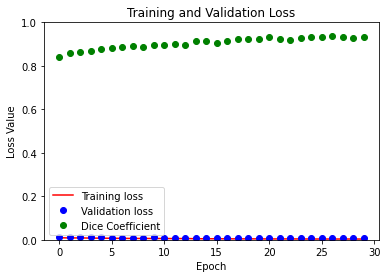 Training and Validation Loss
1.0
0.8
0.6
0.4
0.2
0.0
Loss Value
Training loss
Validation loss
Dice Coefficient
0 5 10 15 20 25 30
Epoch